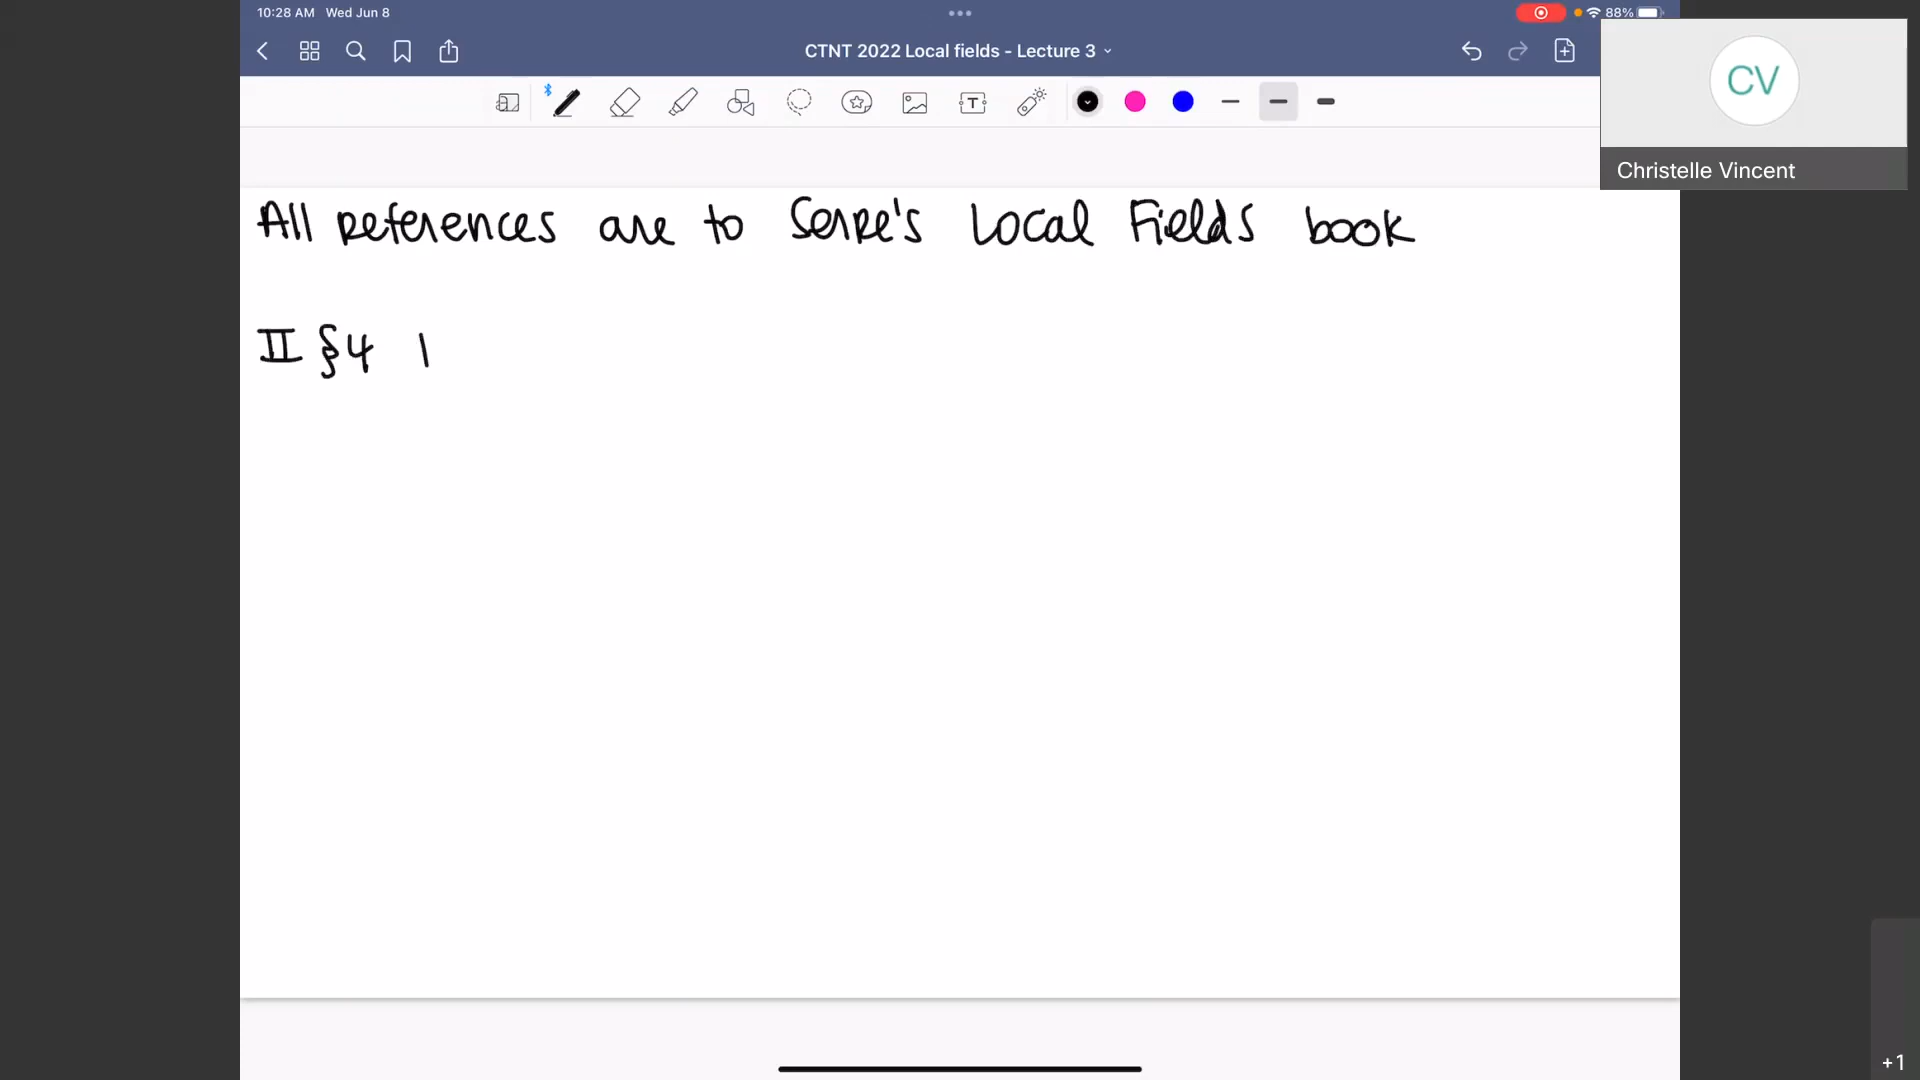 10:28 AM Wed Jun 8
88%
CTNT 2022 Local fields - Lecture 3
T
CV
Christelle Vincent
All references are to Serre's Local Fields book
II §4 |
+1